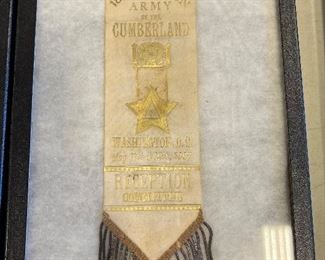 ARMY
OF THE
CUMBERLAND
WASHINGTON, D.C.
RECEPTION
COMMITTEE